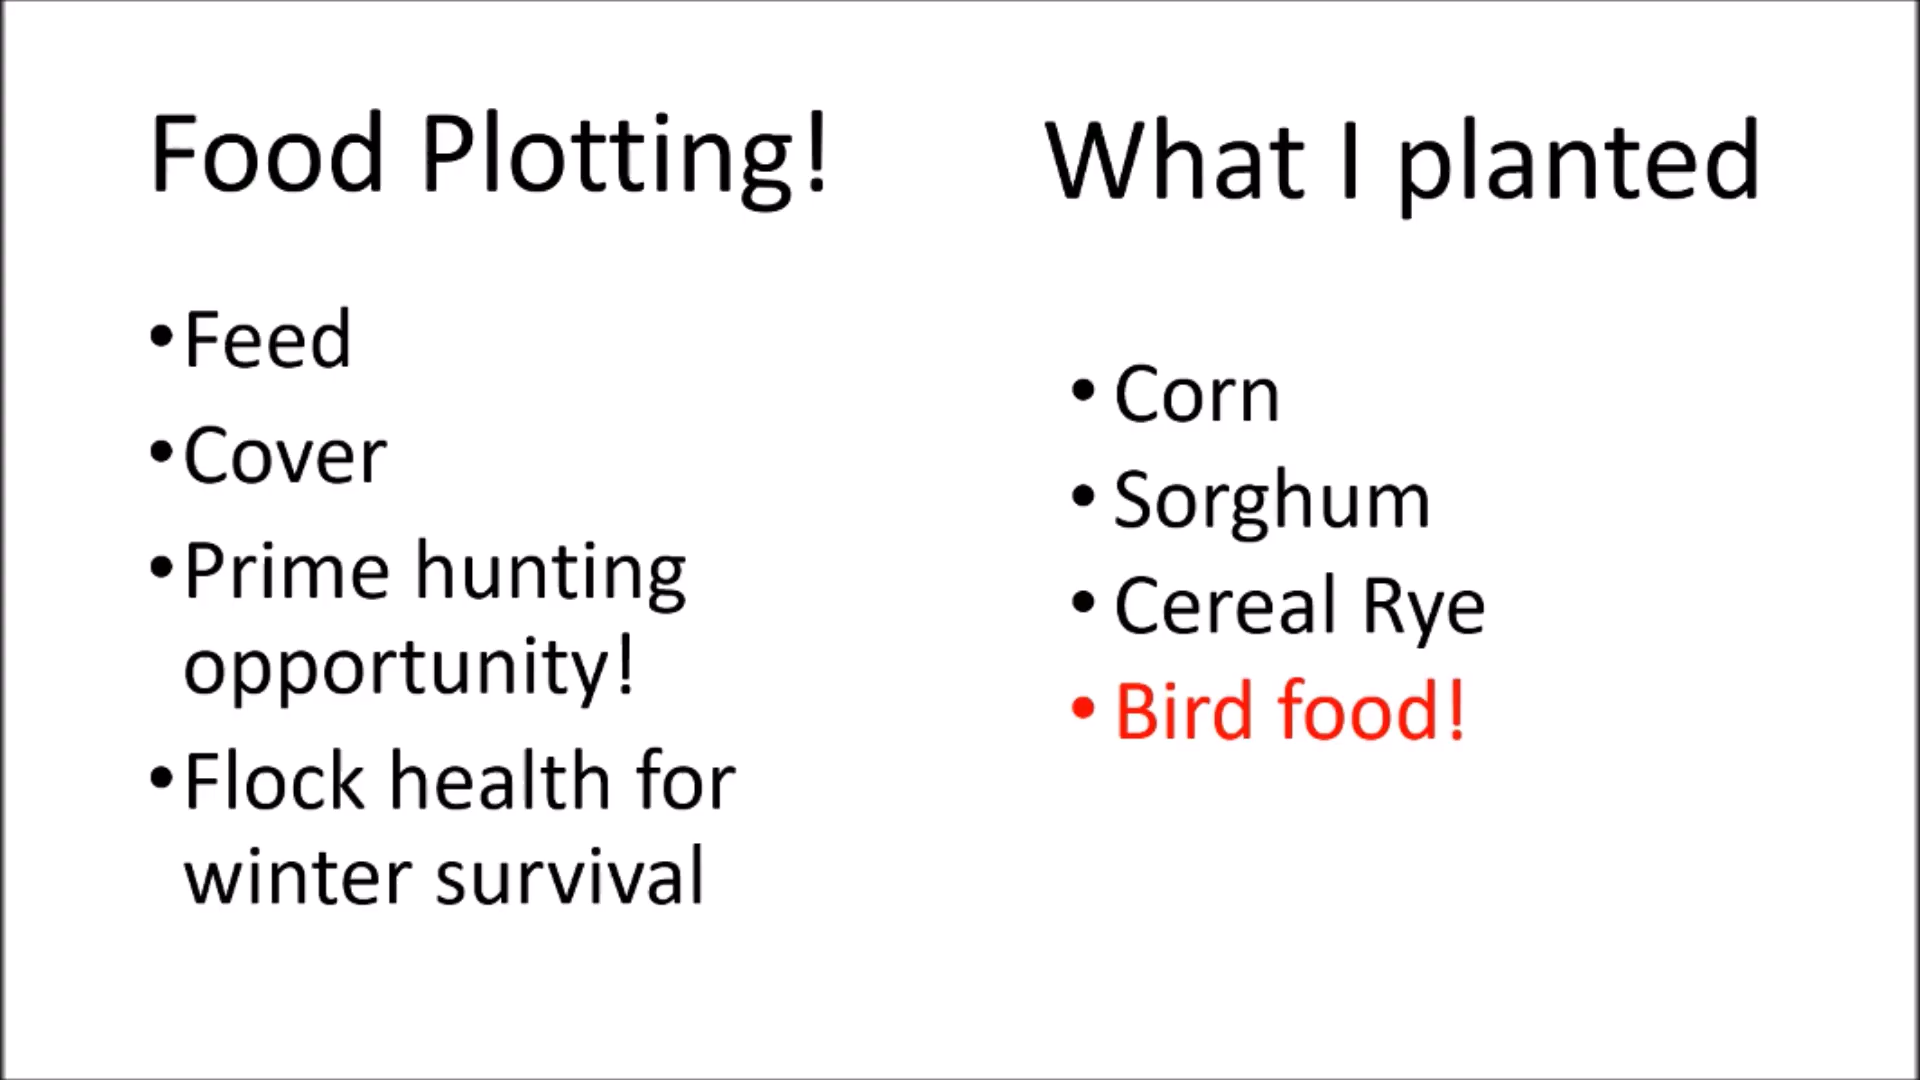 Food Plotting!
•Feed
•Cover
•Prime hunting
opportunity!
•Flock health for
winter survival
What I planted
• Corn
• Sorghum
• Cereal Rye
• Bird food!